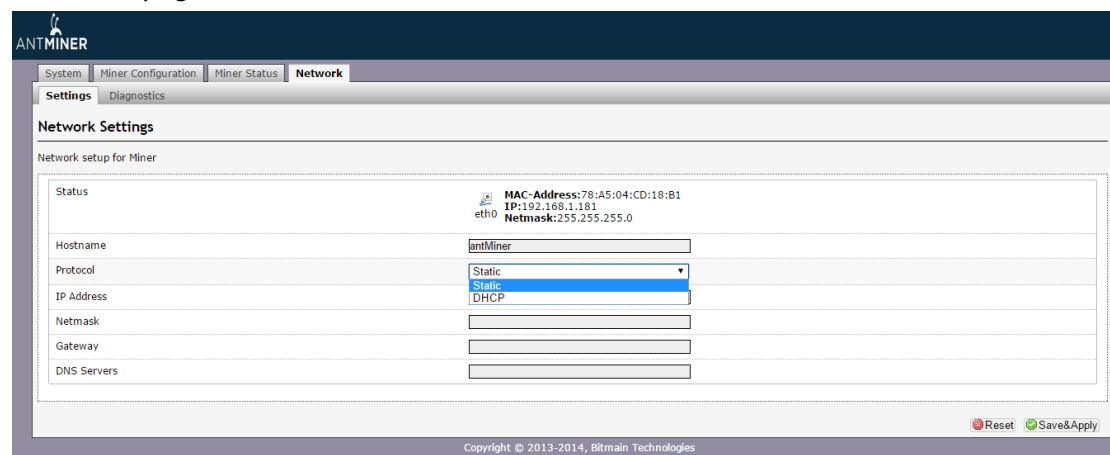 ANTMINER
System Miner Configuration Miner Status Network
Settings Diagnostics
Network Settings
Network setup for Miner
Status
MAC-Address:78:A5:04:CD:18:B1
IP:192.168.1.181
eth0 Netmask:255.255.255.0
Hostname antMiner
Protocol Static
Static
IP Address DHCP
Netmask
Gateway
DNS Servers
Reset Save&Apply
Copyright © 2013-2014, Bitmain Technologies